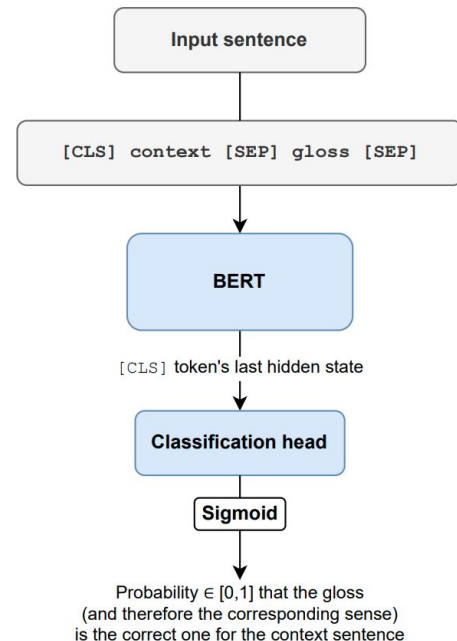 Input sentence
[CLS] context [SEP] gloss [SEP]
BERT
[CLS] token's last hidden state
Classification head
Sigmoid
Probability ∈ [0,1] that the gloss
(and therefore the corresponding sense)
is the correct one for the context sentence